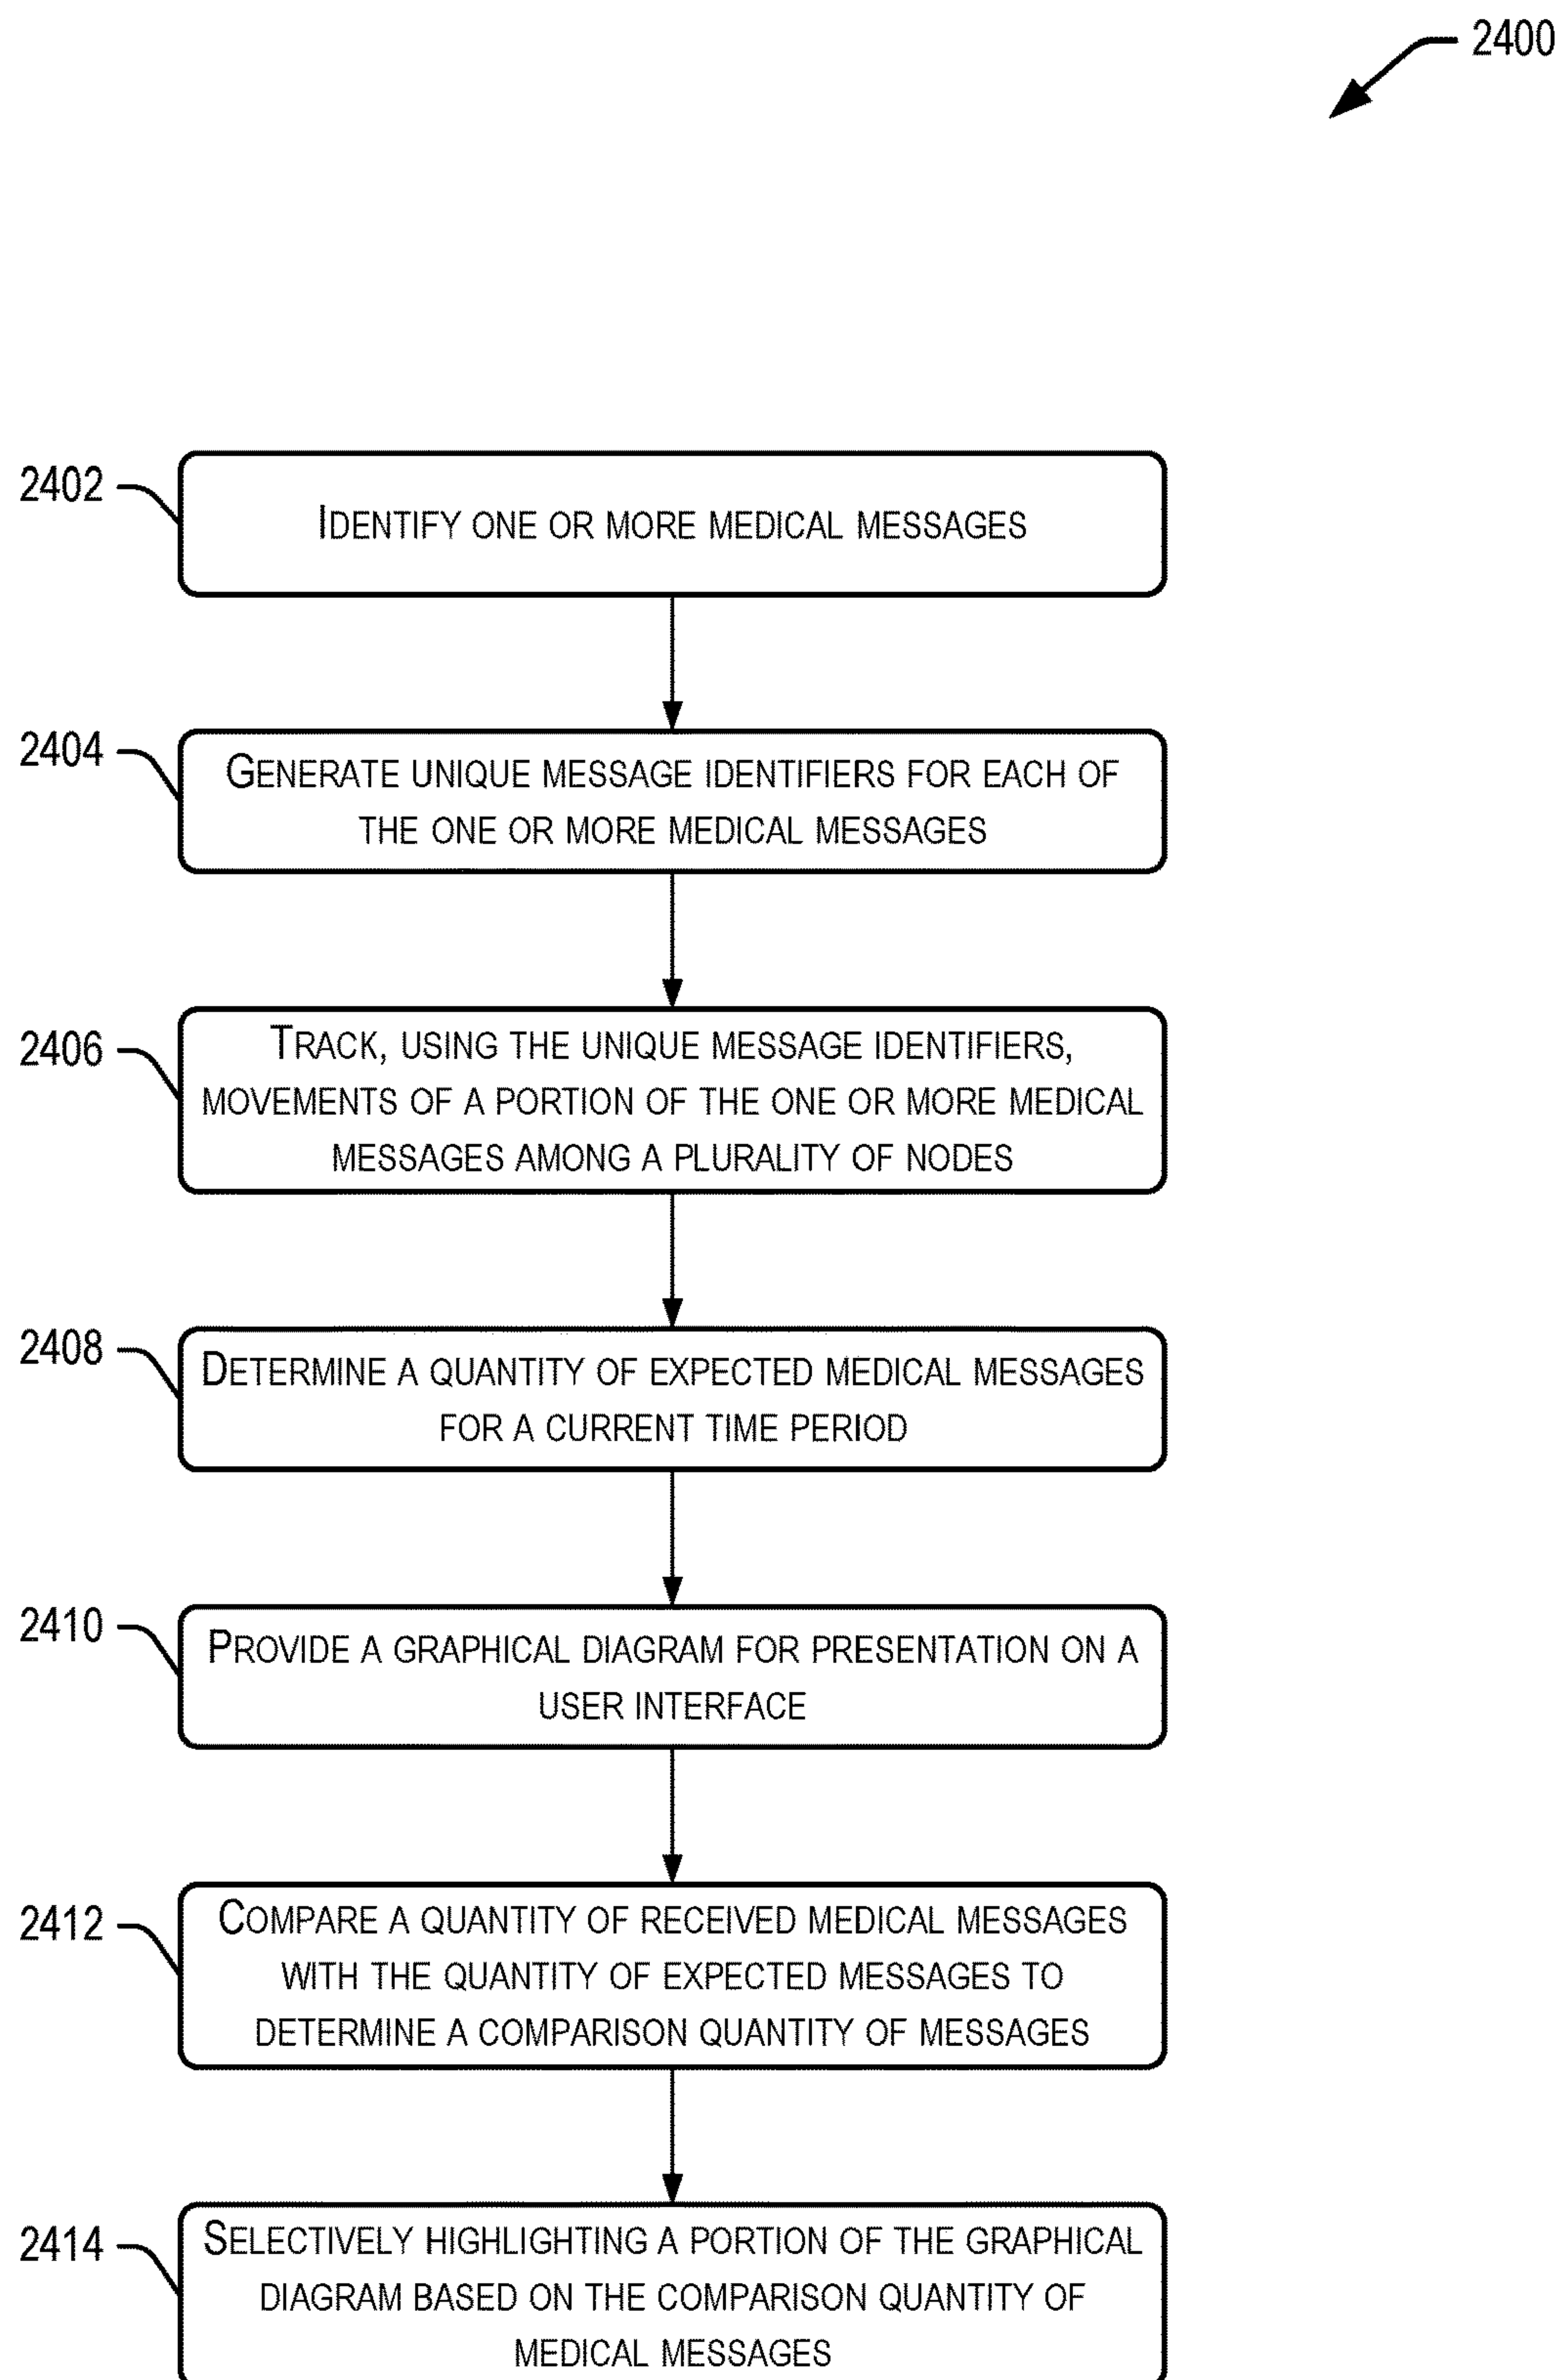 2400
2402
IDENTIFY ONE OR MORE MEDICAL MESSAGES
2404
GENERATE UNIQUE MESSAGE IDENTIFIERS FOR EACH OF
THE ONE OR MORE MEDICAL MESSAGES
2406
TRACK, USING THE UNIQUE MESSAGE IDENTIFIERS,
MOVEMENTS OF A PORTION OF THE ONE OR MORE MEDICAL
MESSAGES AMONG A PLURALITY OF NODES
2408
DETERMINE A QUANTITY OF EXPECTED MEDICAL MESSAGES
FOR A CURRENT TIME PERIOD
2410
PROVIDE A GRAPHICAL DIAGRAM FOR PRESENTATION ON A
USER INTERFACE
2412
COMPARE A QUANTITY OF RECEIVED MEDICAL MESSAGES
WITH THE QUANTITY OF EXPECTED MESSAGES TO
DETERMINE A COMPARISON QUANTITY OF MESSAGES
2414
SELECTIVELY HIGHLIGHTING A PORTION OF THE GRAPHICAL
DIAGRAM BASED ON THE COMPARISON QUANTITY OF
MEDICAL MESSAGES